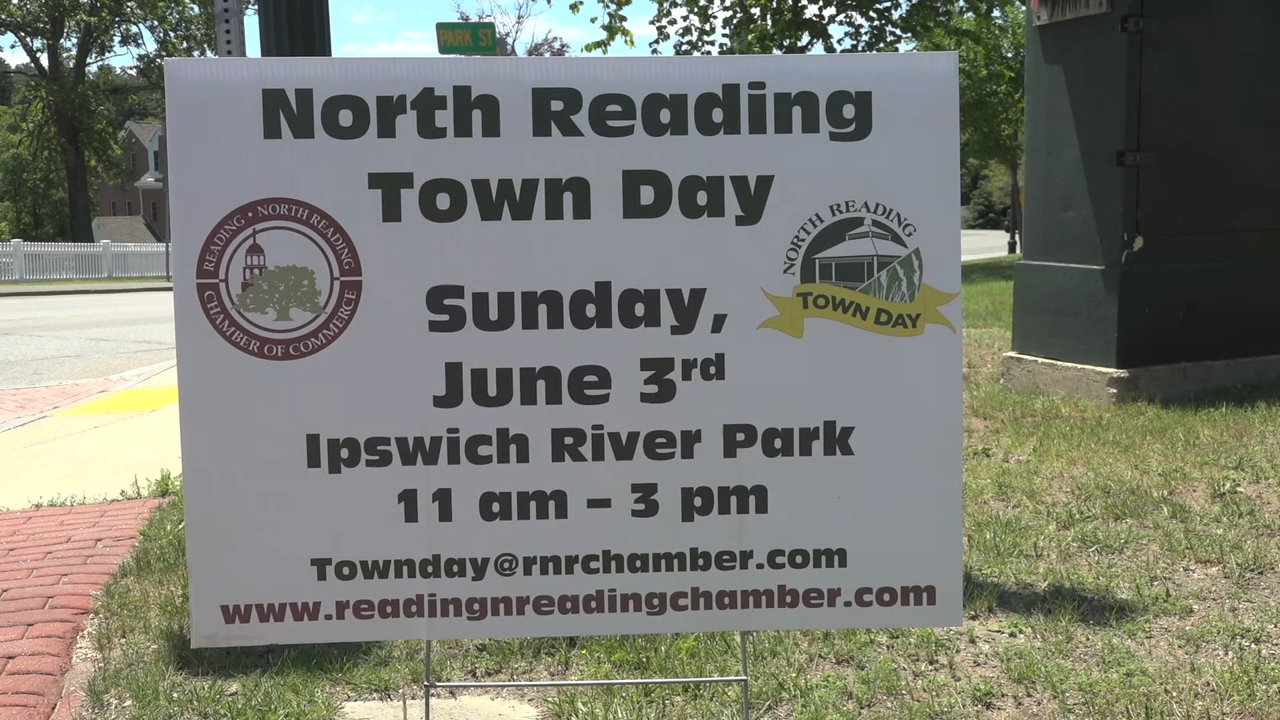 PARK ST
North Reading
Town Day
READING • NORTH READING
CHAMBER OF COMMERCE
NORTH READING
TOWN DAY
Sunday,
June 3rd
Ipswich River Park
11 am – 3 pm
Townday@rnrchamber.com
www.readingnreadingchamber.com